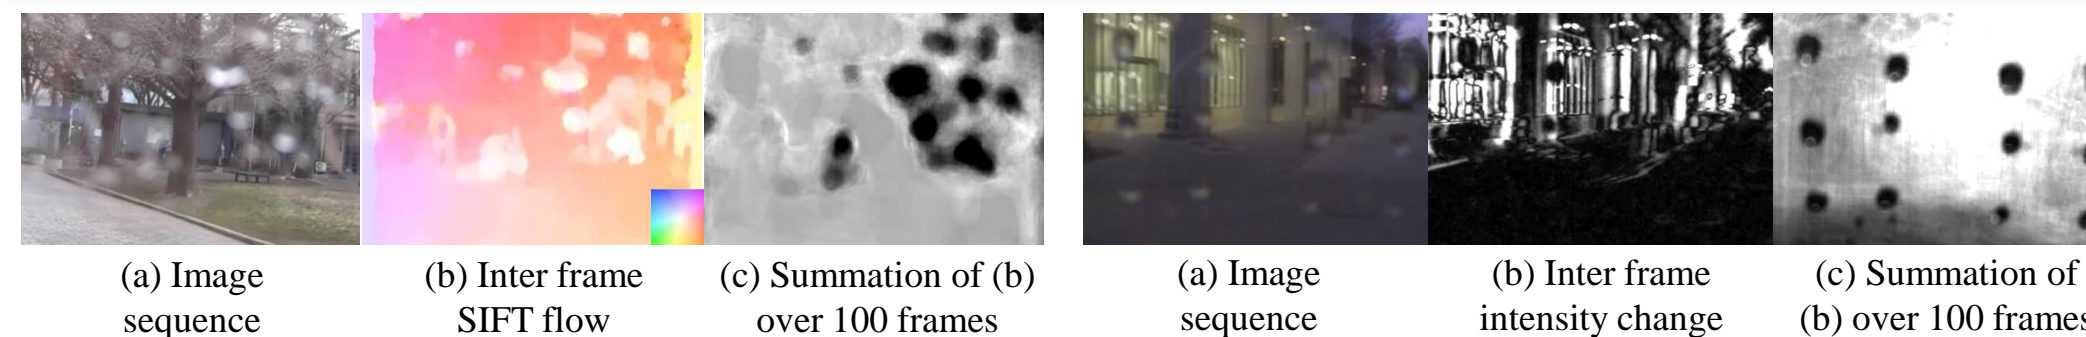 (a) Image
sequence
(b) Inter frame
SIFT flow
(c) Summation of (b)
over 100 frames
(a) Image
sequence
(b) Inter frame
intensity change
(c) Summation of
(b) over 100 frames